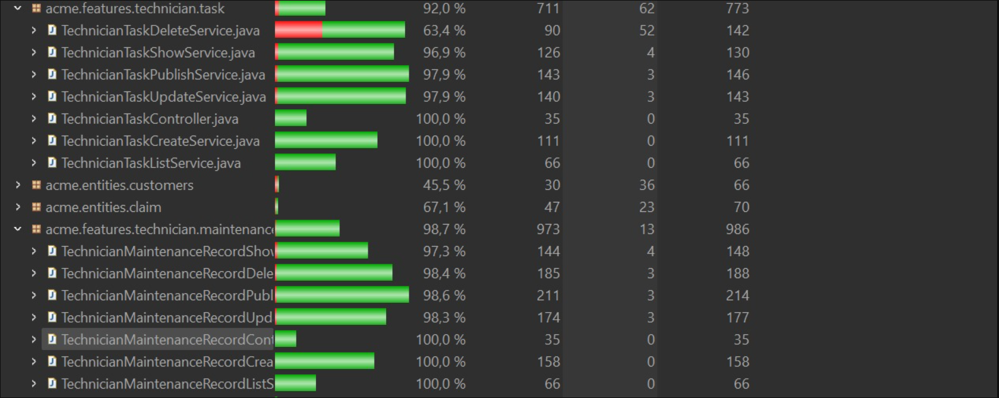 acme.features.technician.task 92,0 % 711 62 773
TechnicianTaskDeleteService.java 63,4 % 90 52 142
TechnicianTaskShowService.java 96,9 % 126 4 130
TechnicianTaskPublishService.java 97,9 % 143 3 146
TechnicianTaskUpdateService.java 97,9 % 140 3 143
TechnicianTaskController.java 100,0 % 35 0 35
TechnicianTaskCreateService.java 100,0 % 111 0 111
TechnicianTaskListService.java 100,0 % 66 0 66
acme.entities.customers 45,5 % 30 36 66
acme.entities.claim 67,1 % 47 23 70
acme.features.technician.maintenance 98,7 % 973 13 986
TechnicianMaintenanceRecordShow 97,3 % 144 4 148
TechnicianMaintenanceRecordDele 98,4 % 185 3 188
TechnicianMaintenanceRecordPubl 98,6 % 211 3 214
TechnicianMaintenanceRecordUpd 98,3 % 174 3 177
TechnicianMaintenanceRecordCont 100,0 % 35 0 35
TechnicianMaintenanceRecordCrea 100,0 % 158 0 158
TechnicianMaintenanceRecordListS 100,0 % 66 0 66